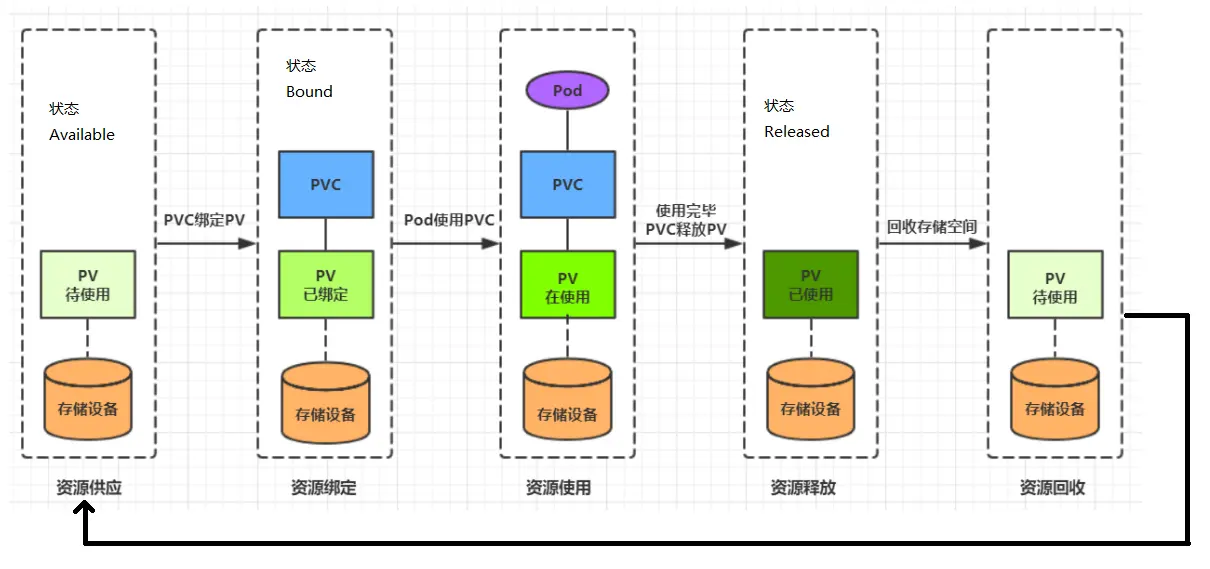 状态
Available
PV
待使用
存储设备
资源供应
PVC绑定PV
状态
Bound
PVC
PV
已绑定
存储设备
资源绑定
Pod使用PVC
Pod
PVC
PV
在使用
存储设备
资源使用
使用完毕
PVC释放PV
状态
Released
PV
已使用
存储设备
资源释放
回收存储空间
PV
待使用
存储设备
资源回收